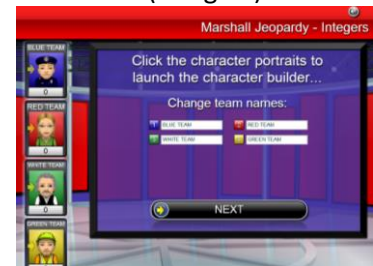 Marshall Jeopardy - Integers
BLUE TEAM
0
RED TEAM
0
WHITE TEAM
0
GREEN TEAM
Click the character portraits to
launch the character builder...
Change team names:
BLUE TEAM
RED TEAM
WHITE TEAM
GREEN TEAM
NEXT